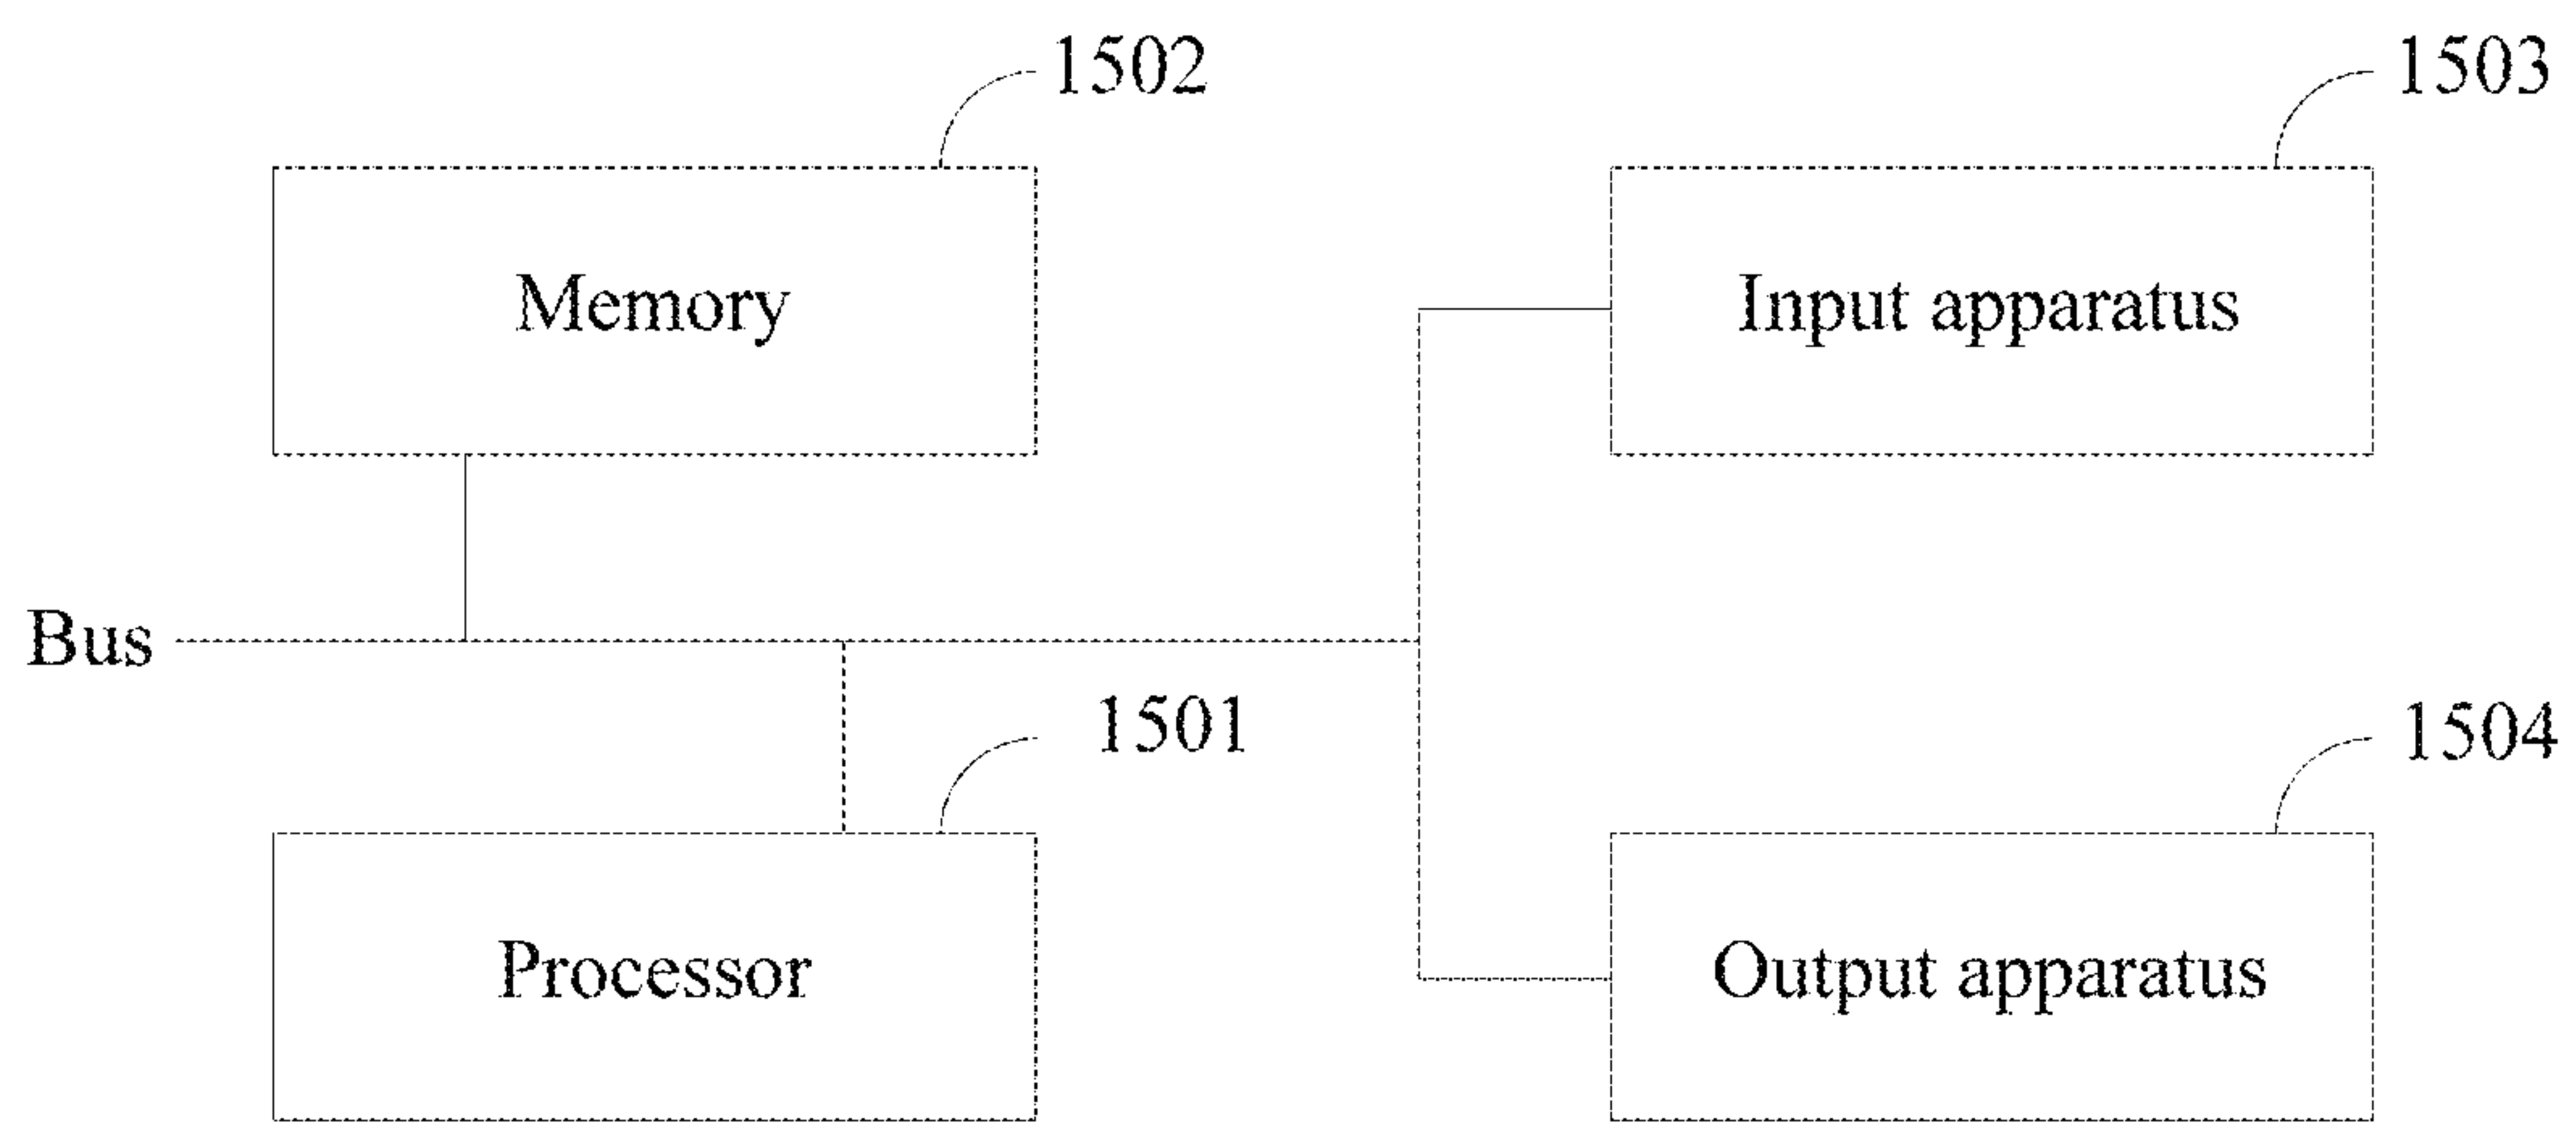 1502
1503
Memory
Input apparatus
Bus
1501
1504
Processor
Output apparatus